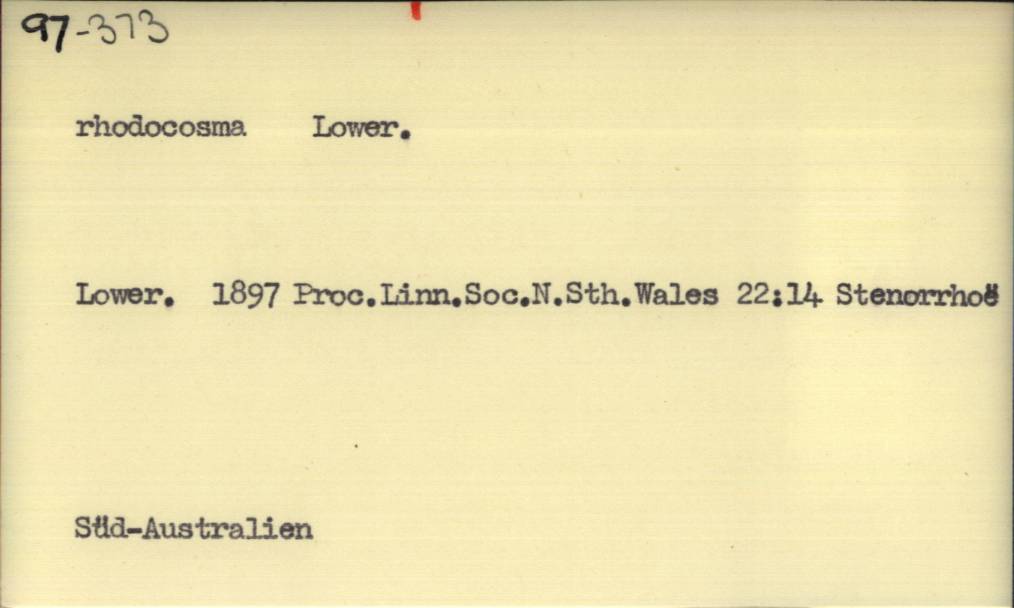 97-373
rhodocosma Lower.
Lower. 1897 Proc.Linn.Soc.N.Sth.Wales 22:14 Stenorrhoë
Süd-Australien